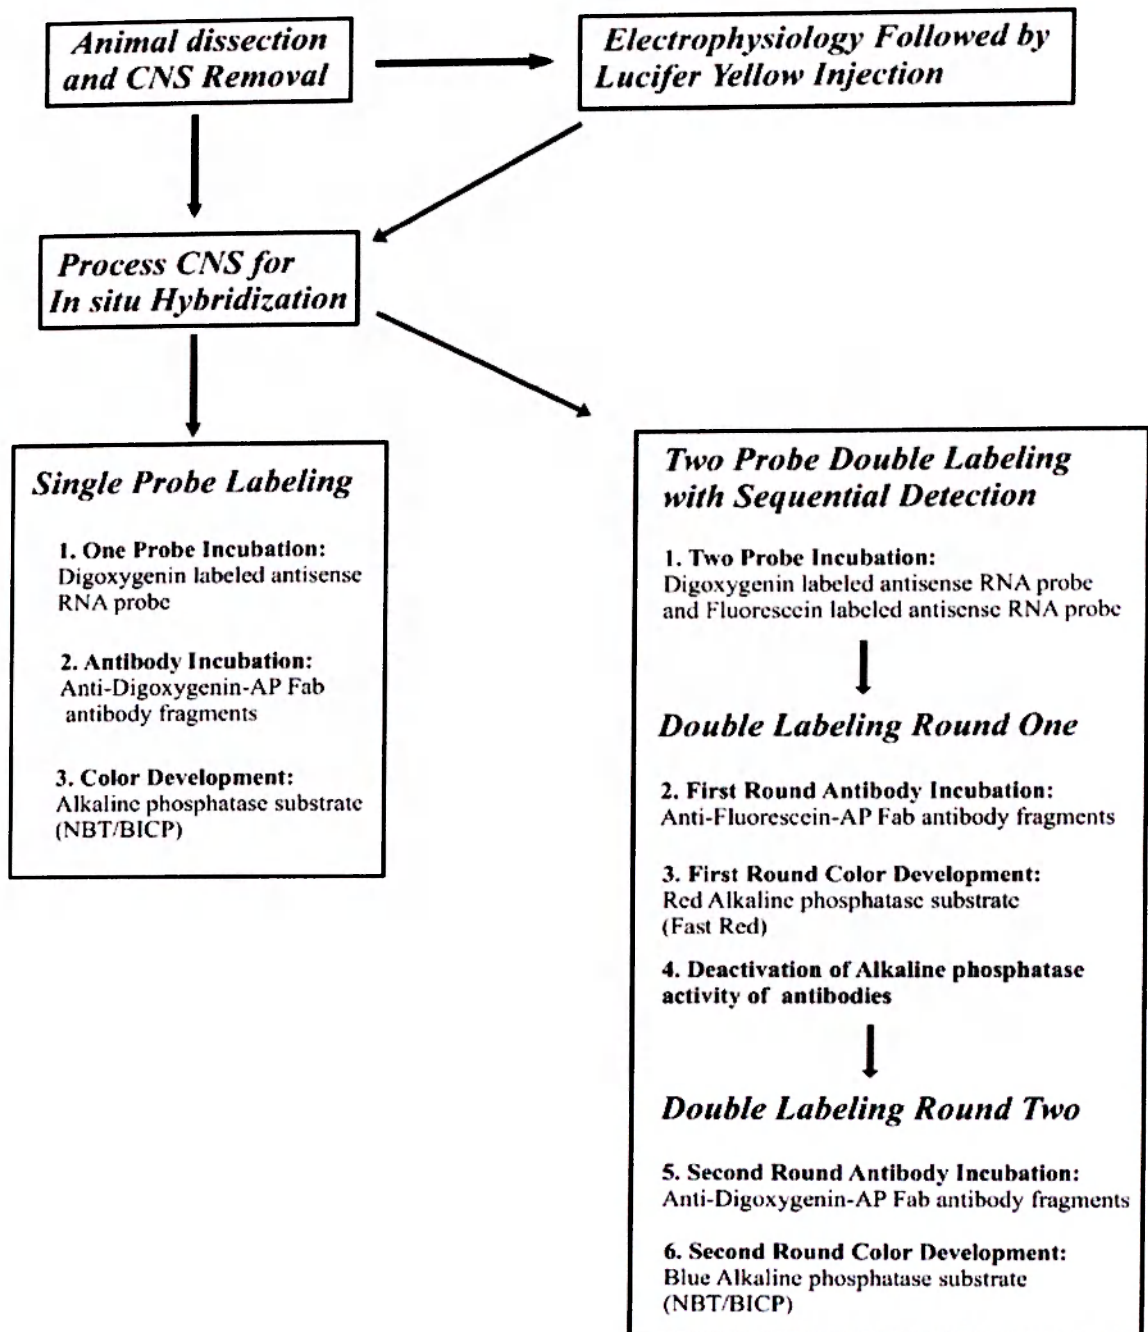 Animal dissection
and CNS Removal
Electrophysiology Followed by
Lucifer Yellow Injection
Process CNS for
In situ Hybridization
Single Probe Labeling
1. One Probe Incubation:
Digoxygenin labeled antisense
RNA probe
2. Antibody Incubation:
Anti-Digoxygenin-AP Fab
antibody fragments
3. Color Development:
Alkaline phosphatase substrate
(NBT/BICP)
Two Probe Double Labeling
with Sequential Detection
1. Two Probe Incubation:
Digoxygenin labeled antisense RNA probe
and Fluorescein labeled antisense RNA probe
Double Labeling Round One
2. First Round Antibody Incubation:
Anti-Fluorescein-AP Fab antibody fragments
3. First Round Color Development:
Red Alkaline phosphatase substrate
(Fast Red)
4. Deactivation of Alkaline phosphatase
activity of antibodies
Double Labeling Round Two
5. Second Round Antibody Incubation:
Anti-Digoxygenin-AP Fab antibody fragments
6. Second Round Color Development:
Blue Alkaline phosphatase substrate
(NBT/BICP)